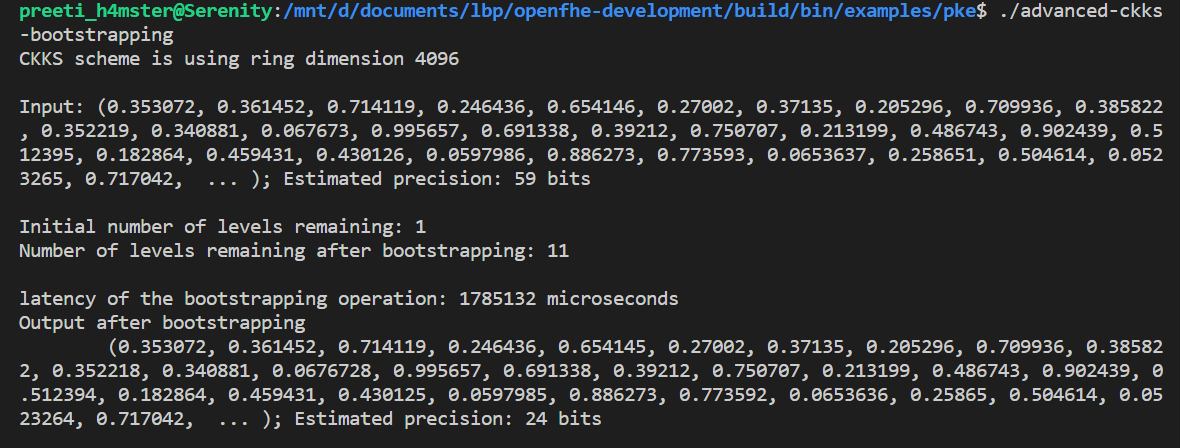 preeti_h4mster@Serenity:/mnt/d/documents/lbp/openfhe-development/build/bin/examples/pke$ ./advanced-ckks
-bootstrapping
CKKS scheme is using ring dimension 4096
Input: (0.353072, 0.361452, 0.714119, 0.246436, 0.654146, 0.27002, 0.37135, 0.205296, 0.709936, 0.385822
, 0.352219, 0.340881, 0.067673, 0.995657, 0.691338, 0.39212, 0.750707, 0.213199, 0.486743, 0.902439, 0.5
12395, 0.182864, 0.459431, 0.430126, 0.0597986, 0.886273, 0.773593, 0.0653637, 0.258651, 0.504614, 0.052
3265, 0.717042,  ... ); Estimated precision: 59 bits
Initial number of levels remaining: 1
Number of levels remaining after bootstrapping: 11
latency of the bootstrapping operation: 1785132 microseconds
Output after bootstrapping
        (0.353072, 0.361452, 0.714119, 0.246436, 0.654145, 0.27002, 0.37135, 0.205296, 0.709936, 0.38582
2, 0.352218, 0.340881, 0.0676728, 0.995657, 0.691338, 0.39212, 0.750707, 0.213199, 0.486743, 0.902439, 0
.512394, 0.182864, 0.459431, 0.430125, 0.0597985, 0.886273, 0.773592, 0.0653636, 0.25865, 0.504614, 0.05
23264, 0.717042,  ... ); Estimated precision: 24 bits